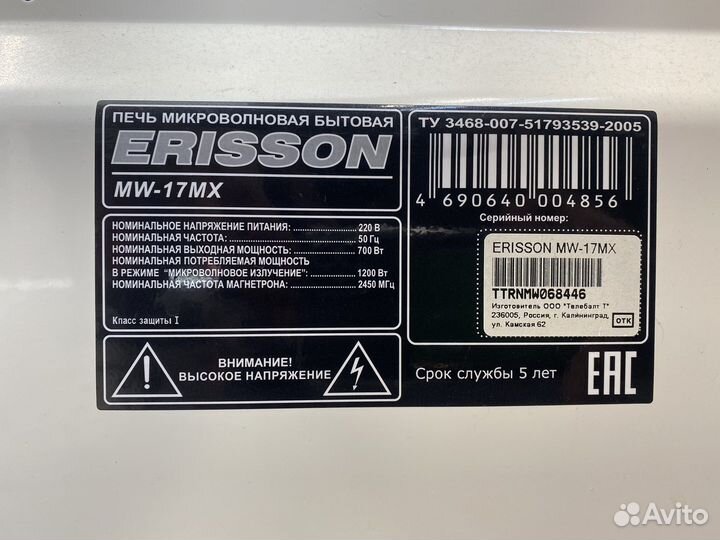 ПЕЧЬ МИКРОВОЛНОВАЯ БЫТОВАЯ
ERISSON
MW-17MX
НОМИНАЛЬНОЕ НАПРЯЖЕНИЕ ПИТАНИЯ: 220 В
НОМИНАЛЬНАЯ ЧАСТОТА: 50 Гц
НОМИНАЛЬНАЯ ВЫХОДНАЯ МОЩНОСТЬ: 700 Вт
НОМИНАЛЬНАЯ ПОТРЕБЛЯЕМАЯ МОЩНОСТЬ
В РЕЖИМЕ "МИКРОВОЛНОВОЕ ИЗЛУЧЕНИЕ": 1200 Вт
НОМИНАЛЬНАЯ ЧАСТОТА МАГНЕТРОНА: 2450 МГц
Класс защиты I
ВНИМАНИЕ!
ВЫСОКОЕ НАПРЯЖЕНИЕ
ТУ 3468-007-51793539-2005
4 690640 004856
Серийный номер:
ERISSON MW-17MX
TTRNMW068446
Изготовитель ООО "Телебалт Т"
236005, Россия, г. Калининград,
ул. Камская 62
ОТК
Срок службы 5 лет
EAC
Avito